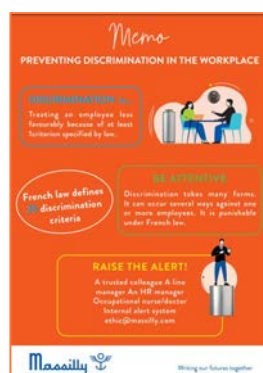 Memo
PREVENTING DISCRIMINATION IN THE WORKPLACE
DISCRIMINATION
Treating an employee less
favourably because of at least
1criterion specified by law.
French law defines
discrimination
criteria
BE ATTENTIVE
Discrimination takes many forms.
It can occur several ways against one
or more employees. It is punishable
under French law.
RAISE THE ALERT!
A trusted colleague A line
manager An HR manager
Occupational nurse/doctor
Internal alert system
ethic@massilly.com
Massilly
Writing our futures together